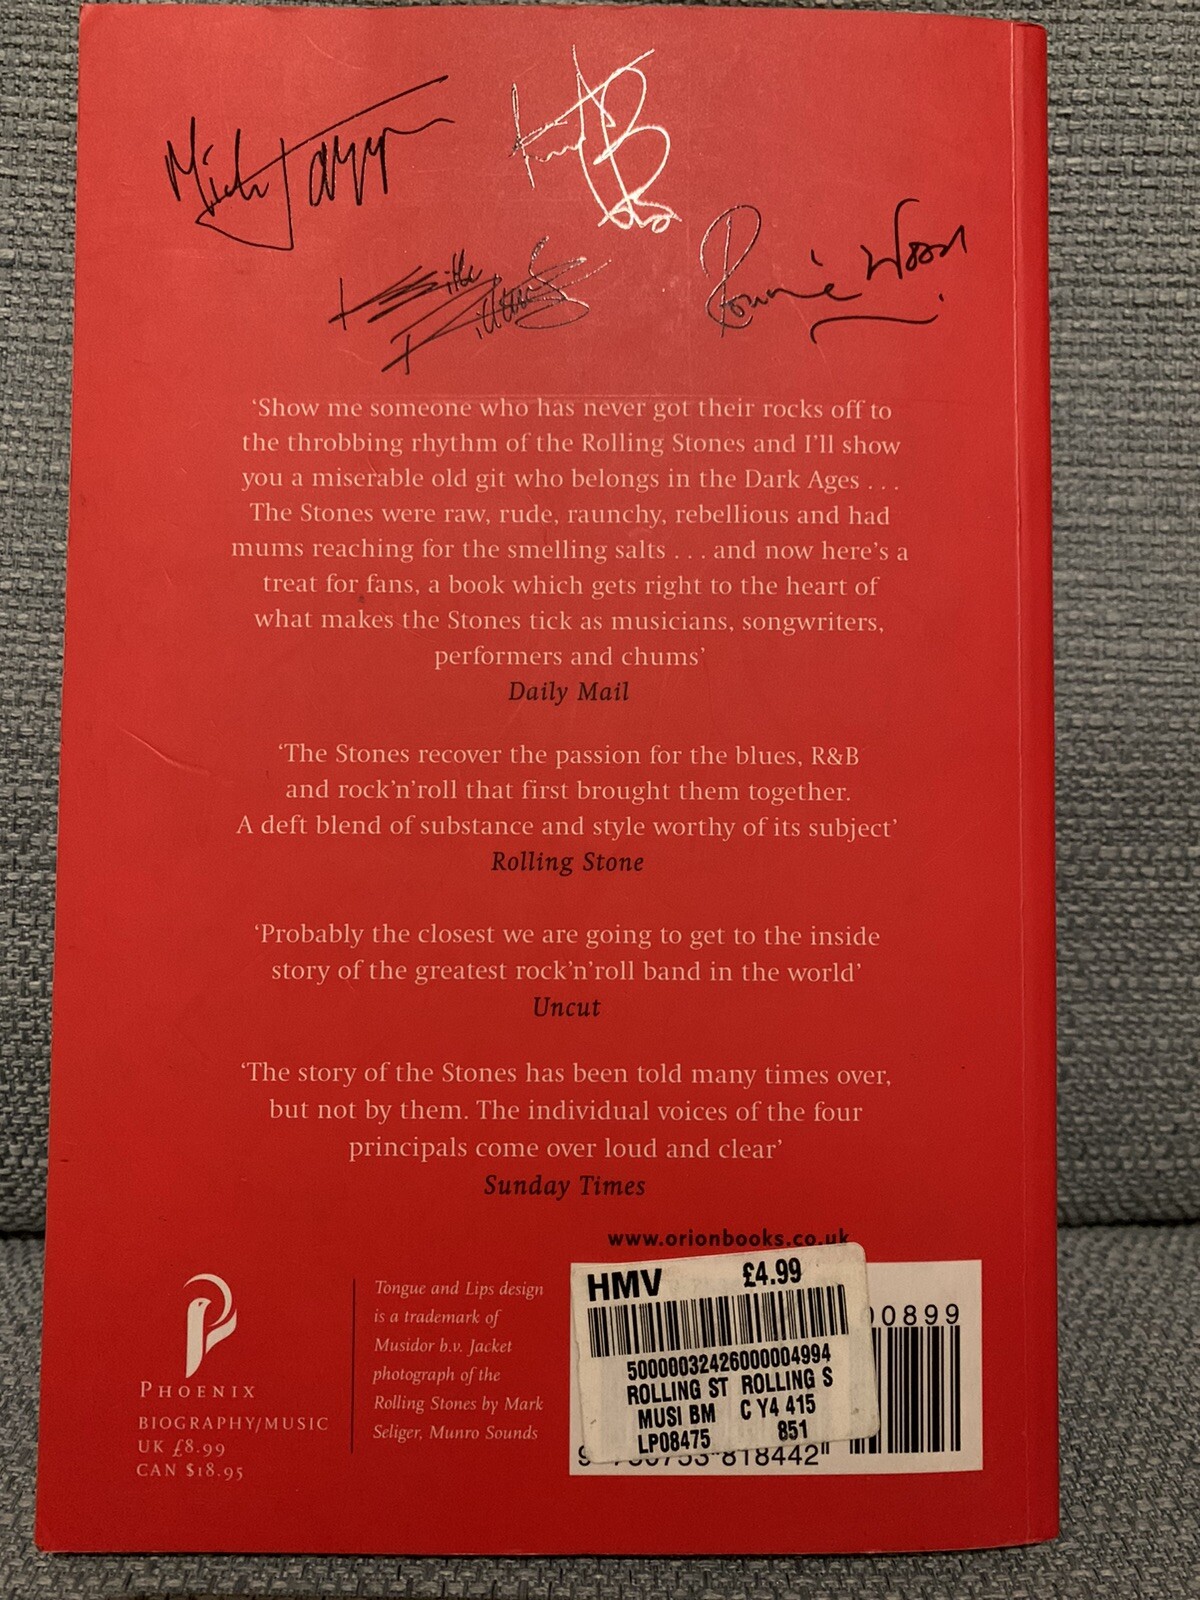 Mick Jagger
Keith
Richards
Ronnie Wood
‘Show me someone who has never got their rocks off to
the throbbing rhythm of the Rolling Stones and I’ll show
you a miserable old git who belongs in the Dark Ages . . .
The Stones were raw, rude, raunchy, rebellious and had
mums reaching for the smelling salts . . . and now here’s a
treat for fans, a book which gets right to the heart of
what makes the Stones tick as musicians, songwriters,
performers and chums’
Daily Mail
‘The Stones recover the passion for the blues, R&B
and rock’n’roll that first brought them together.
A deft blend of substance and style worthy of its subject’
Rolling Stone
‘Probably the closest we are going to get to the inside
story of the greatest rock’n’roll band in the world’
Uncut
‘The story of the Stones has been told many times over,
but not by them. The individual voices of the four
principals come over loud and clear’
Sunday Times
www.orionbooks.co.uk
PHOENIX
BIOGRAPHY/MUSIC
UK £8.99
CAN $18.95
Tongue and Lips design
is a trademark of
Musidor b.v. Jacket
photograph of the
Rolling Stones by Mark
Seliger, Munro Sounds
HMV £4.99
50000032426000004994
ROLLING ST ROLLING S
MUSI BM C Y4 415
LP08475 851
00899
9 780753 818442